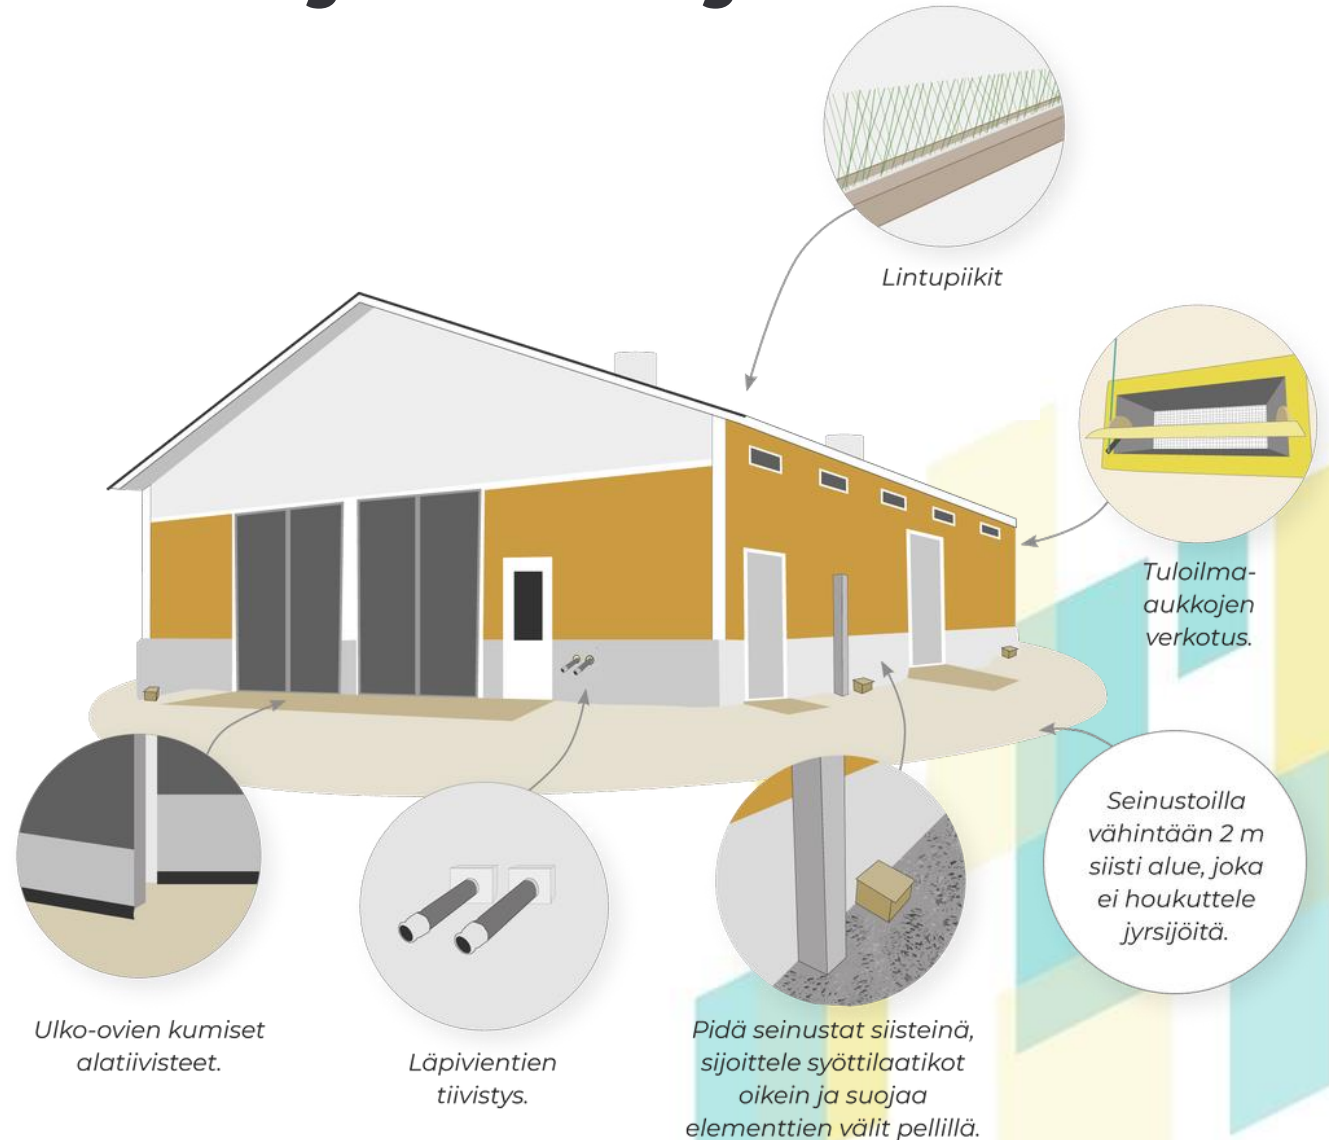 Lintupiikit
Tuloilma-
aukkojen
verkotus.
Seinustoilla
vähintään 2 m
siisti alue, joka
ei houkuttele
jyrsijöitä.
Ulko-ovien kumiset
alatiivisteet.
Läpivientien
tiivistys.
Pidä seinustat siisteinä,
sijoittele syöttilaatikot
oikein ja suojaa
elementtien välit pellillä.